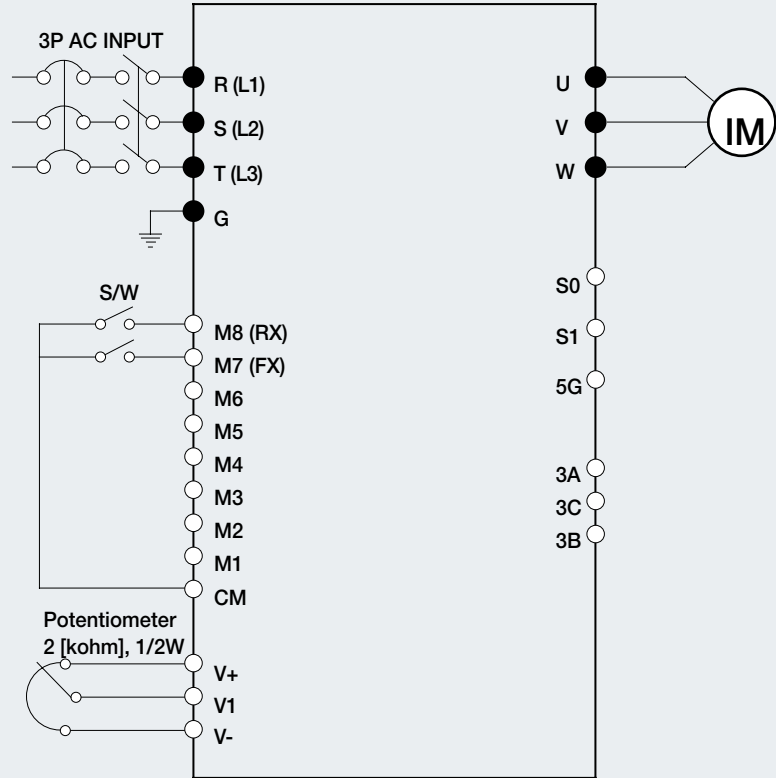 3P AC INPUT
R (L1)
S (L2)
T (L3)
G
U
V
W
IM
S/W
M8 (RX)
M7 (FX)
M6
M5
M4
M3
M2
M1
CM
S0
S1
5G
3A
3C
3B
Potentiometer
2 [kohm], 1/2W
V+
V1
V-